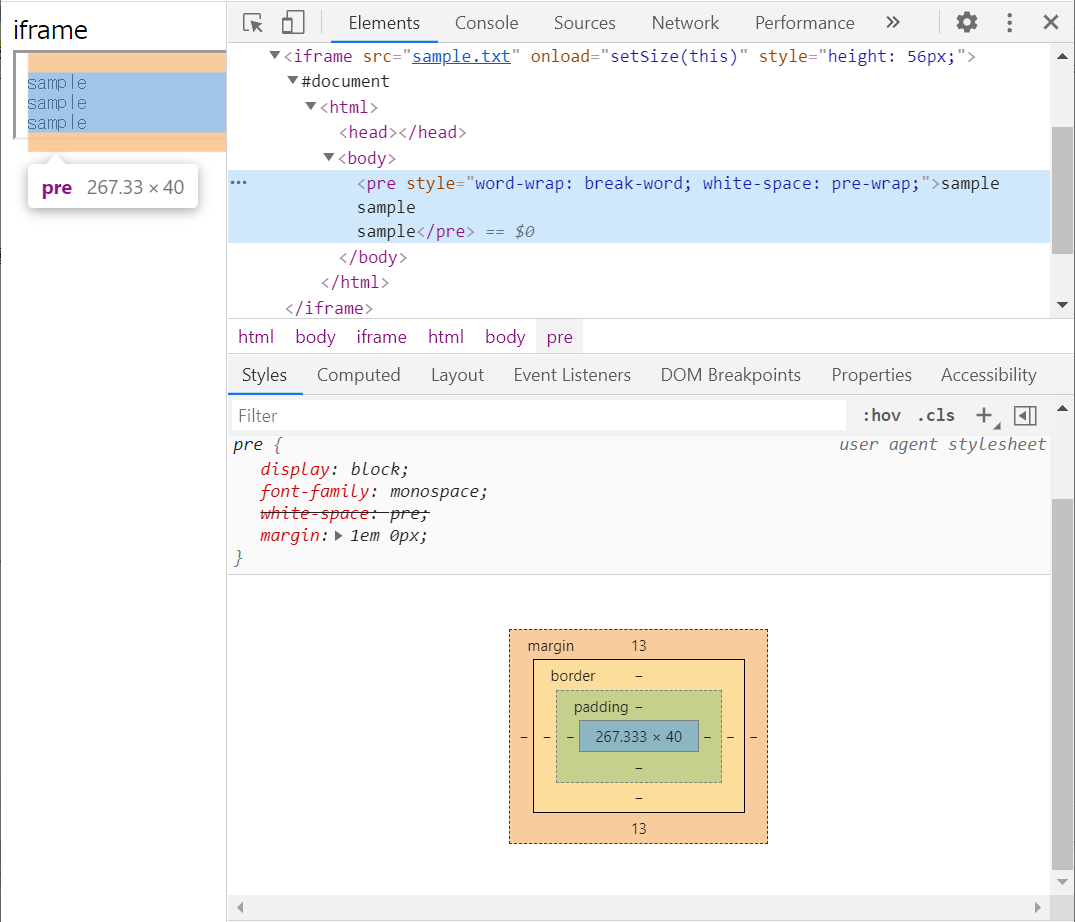 iframe
sample
sample
sample
pre 267.33 × 40
Elements Console Sources Network Performance »
<iframe src="sample.txt" onload="setSize(this)" style="height: 56px;">
#document
<html>
<head></head>
<body>
<pre style="word-wrap: break-word; white-space: pre-wrap;">sample
sample
sample</pre> == $0
</body>
</html>
</iframe>
html body iframe html body pre
Styles Computed Layout Event Listeners DOM Breakpoints Properties Accessibility
Filter :hov .cls +
pre { user agent stylesheet
display: block;
font-family: monospace;
white-space: pre;
margin: 1em 0px;
}
margin 13
border –
padding –
– – – 267.333 × 40 – – –
–
–
13